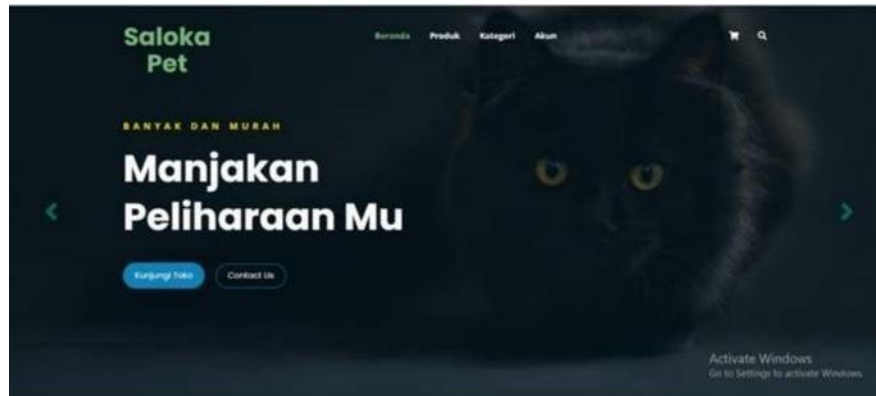 Saloka
Pet
Beranda Produk Kategori Akun
BANYAK DAN MURAH
Manjakan
Peliharaan Mu
Kunjungi Toko Contact Us
Activate Windows
Go to Settings to activate Windows.